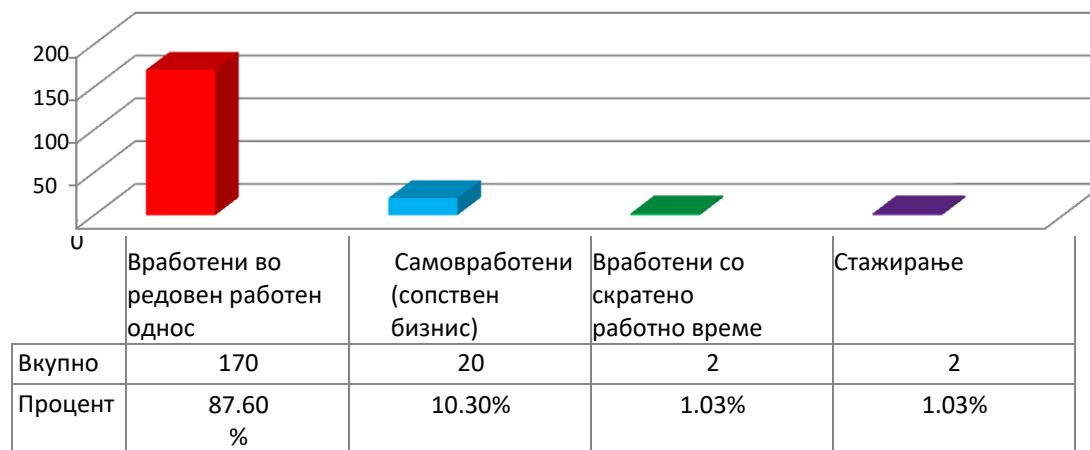 200
150
100
50
0
Вработени во
редовен работен
однос
Самовработени
(сопствен
бизнис)
Вработени со
скратено
работно време
Стажирање
Вкупно 170 20 2 2
Процент 87.60
%
10.30% 1.03% 1.03%